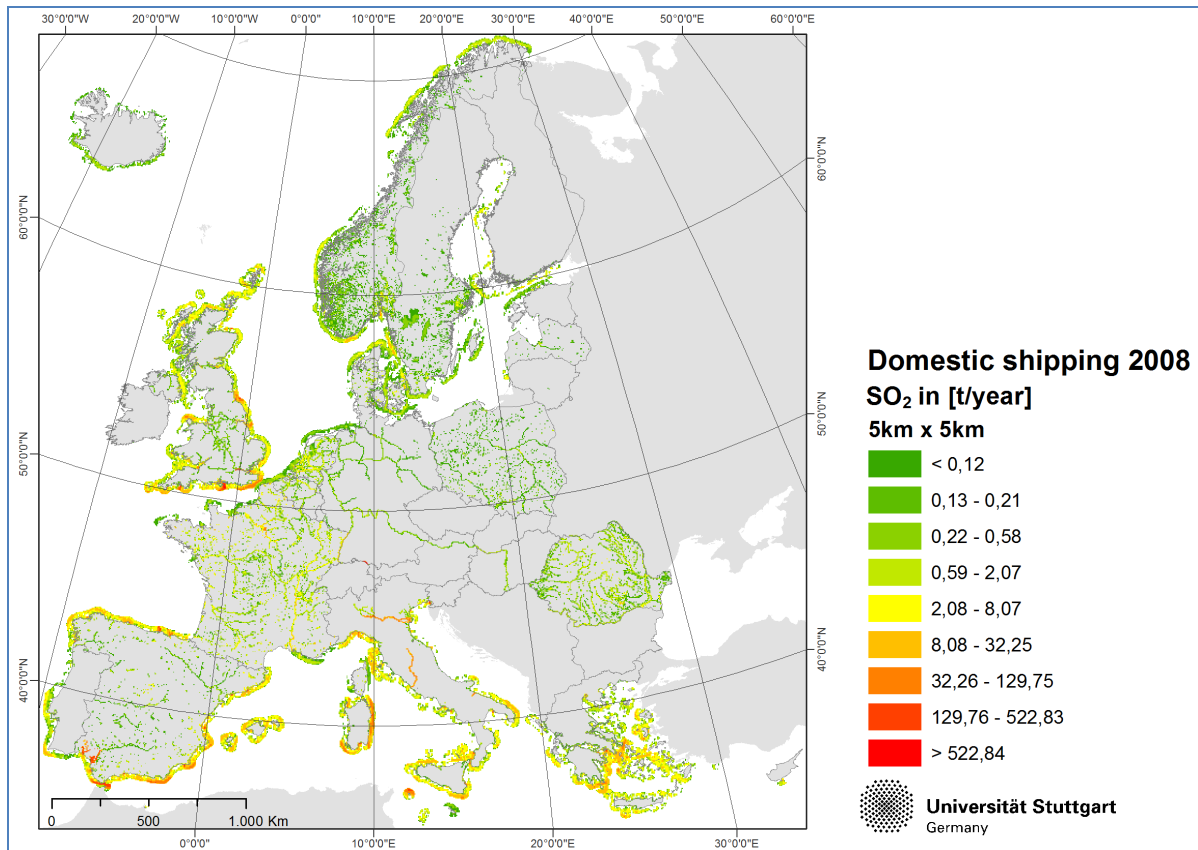 30°0'0"W 20°0'0"W 10°0'0"W 0°0'0"E 10°0'0"E 20°0'0"E 30°0'0"E 40°0'0"E 50°0'0"E 60°0'0"E
60°0'0"N
60°0'0"N
50°0'0"N
50°0'0"N
40°0'0"N
40°0'0"N
Domestic shipping 2008
SO₂ in [t/year]
5km x 5km
< 0,12
0,13 - 0,21
0,22 - 0,58
0,59 - 2,07
2,08 - 8,07
8,08 - 32,25
32,26 - 129,75
129,76 - 522,83
> 522,84
Universität Stuttgart
Germany
0 500 1.000 Km
0°0'0"E 10°0'0"E 20°0'0"E 30°0'0"E